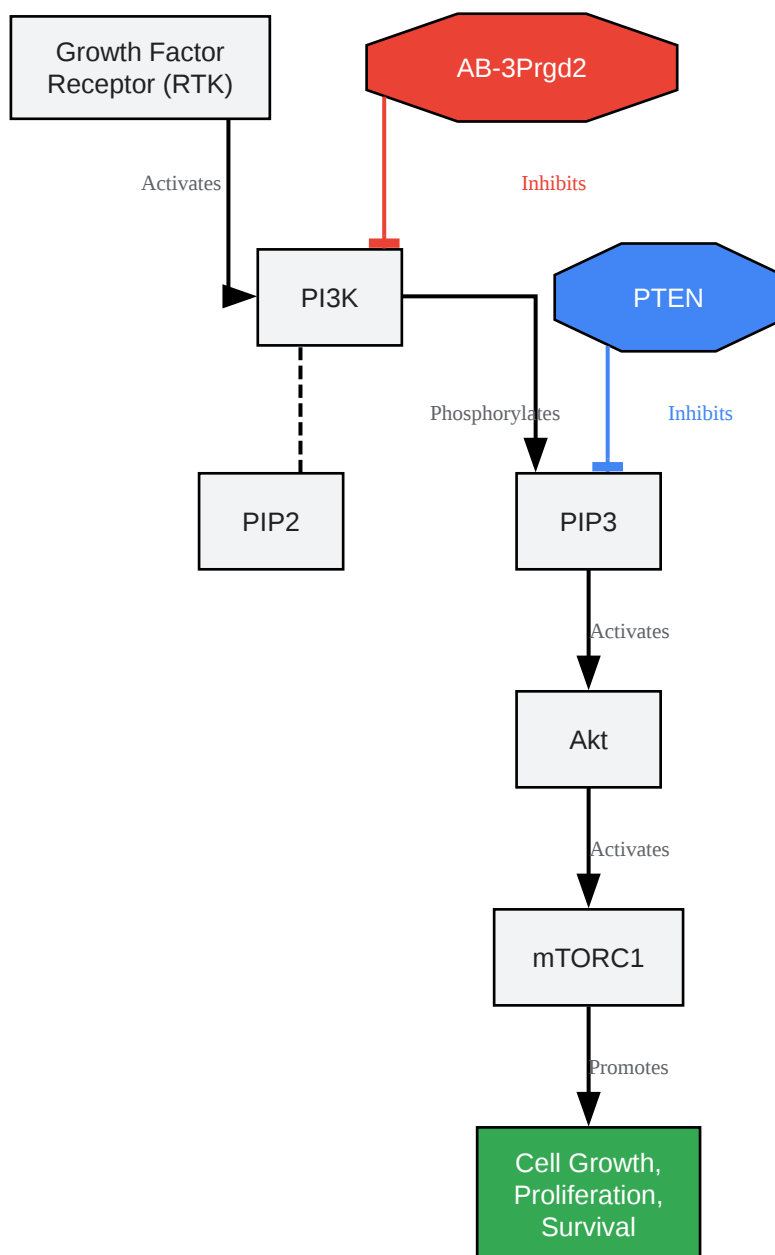 Growth Factor
Receptor (RTK)
AB-3Prgd2
Activates
Inhibits
PI3K
PTEN
Phosphorylates
Inhibits
PIP2
PIP3
Activates
Akt
Activates
mTORC1
Promotes
Cell Growth,
Proliferation,
Survival